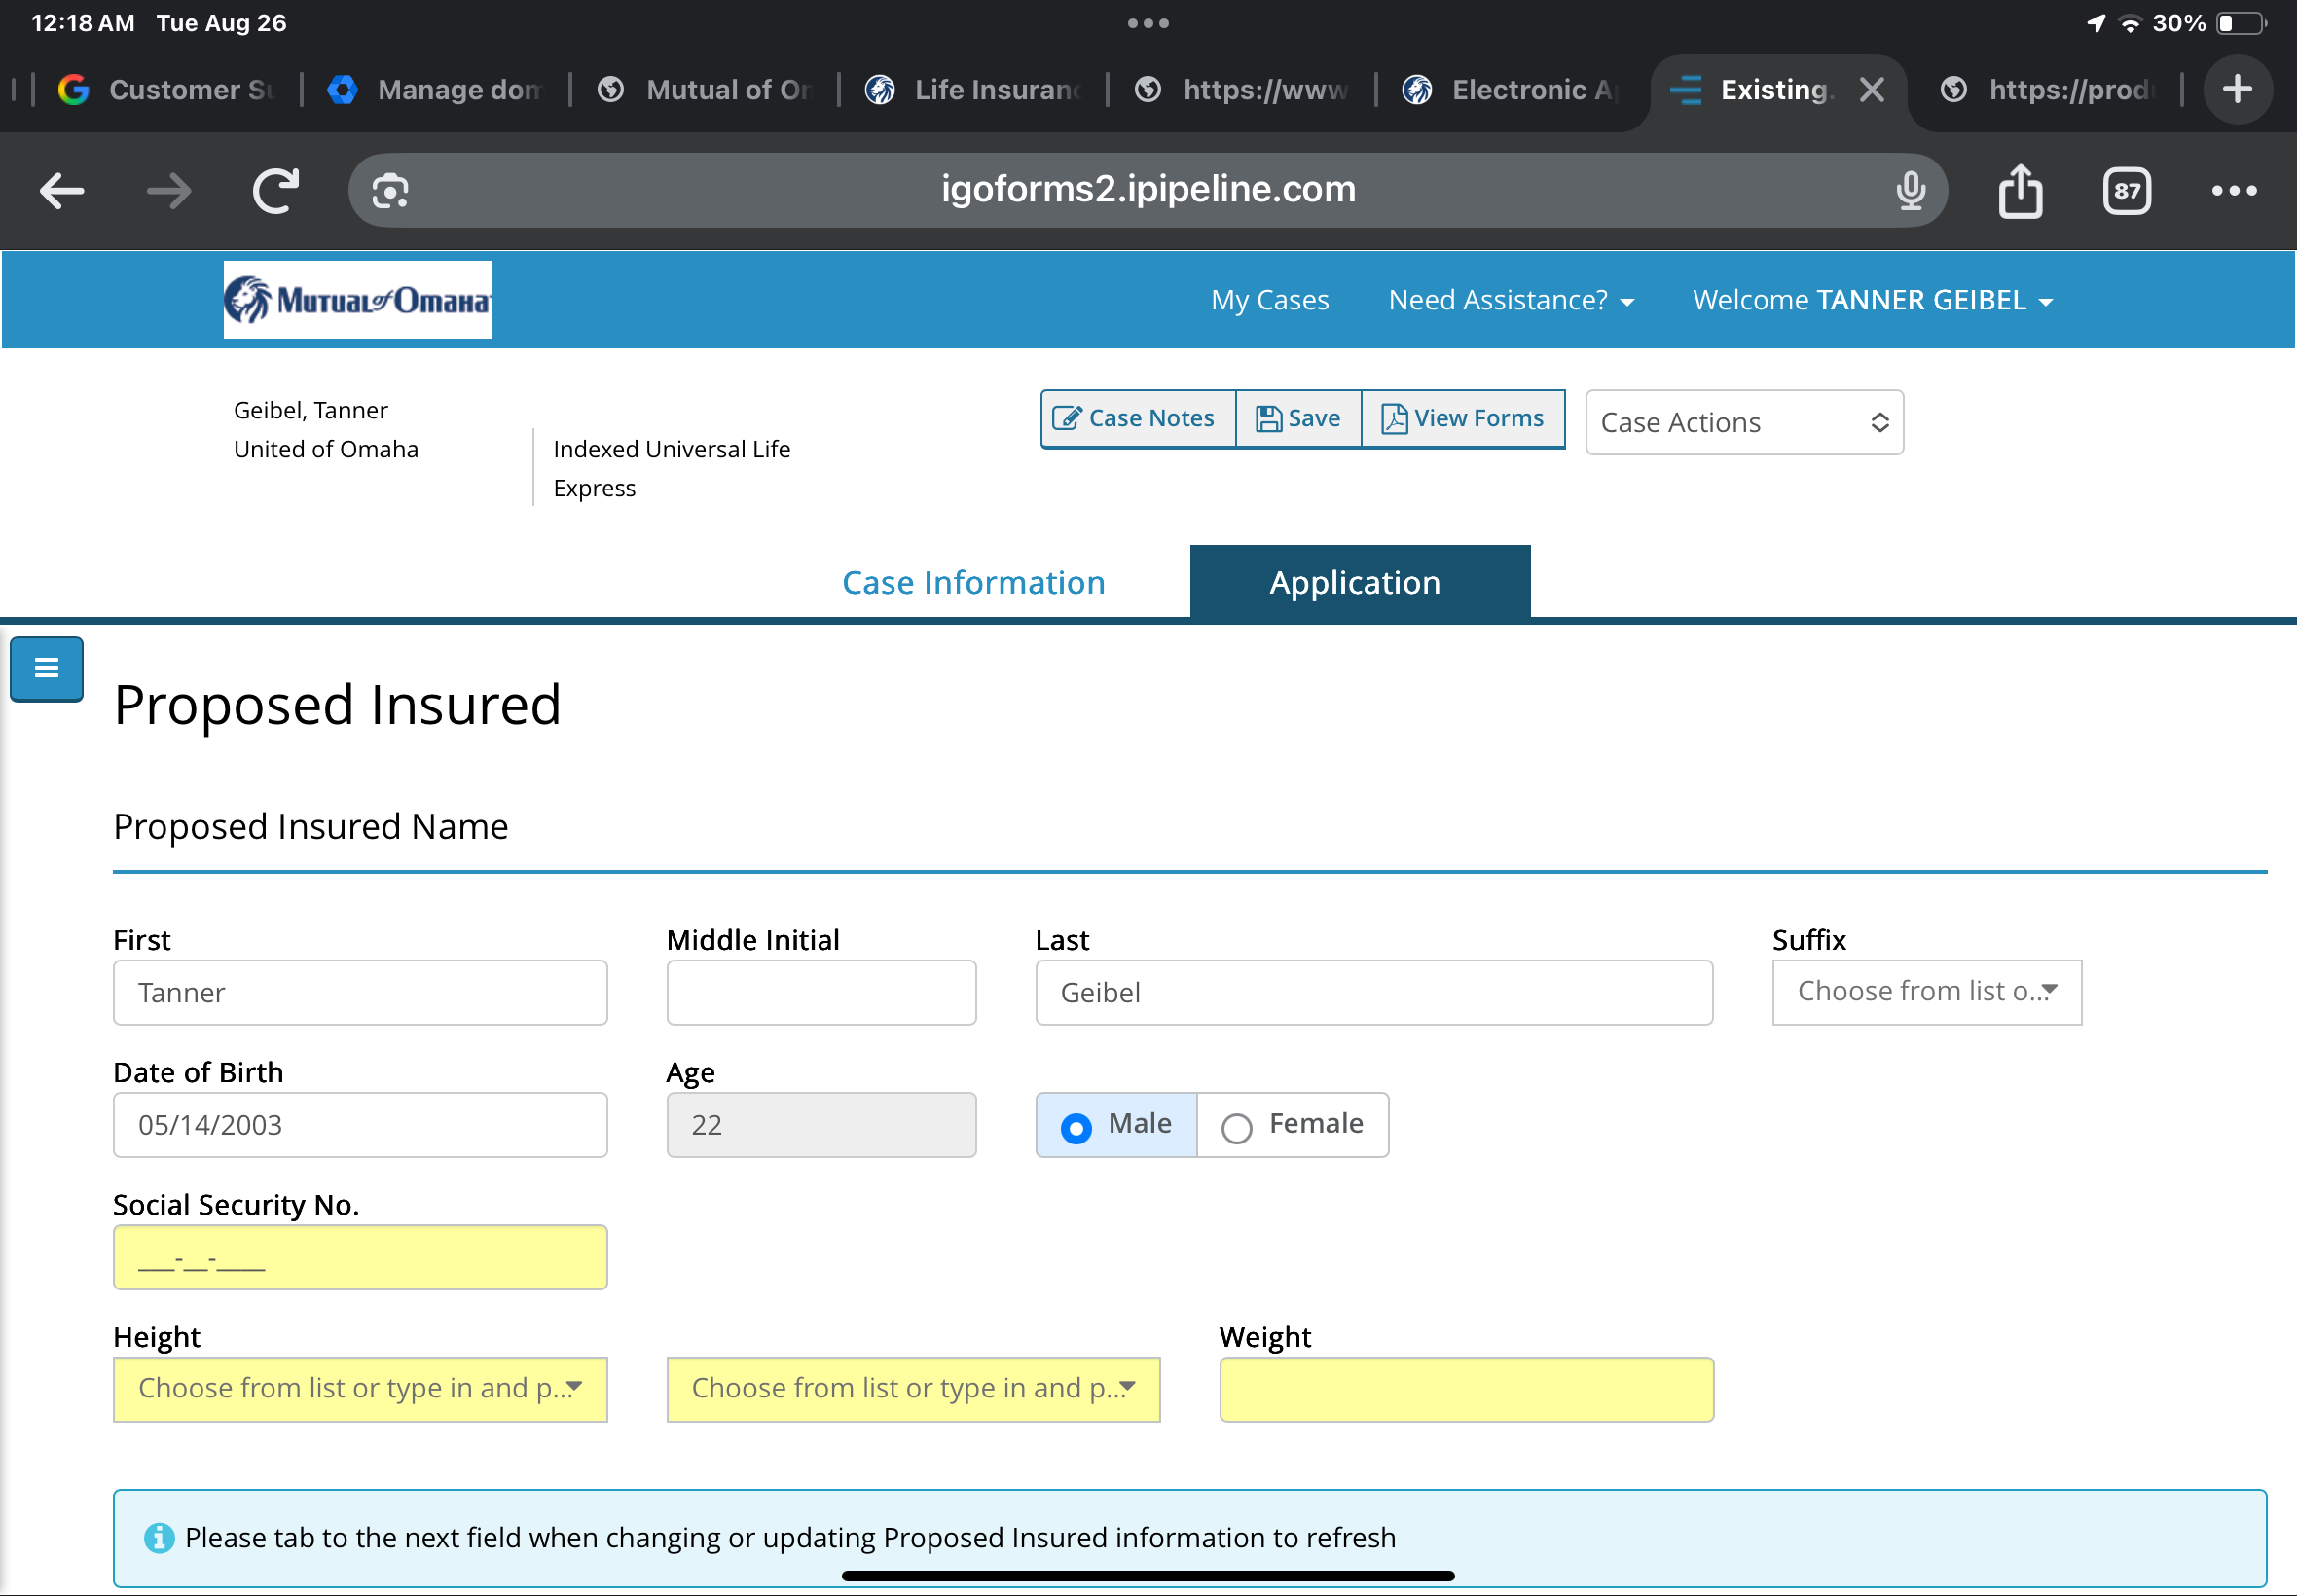 12:18 AM Tue Aug 26
30%
Customer Su
Manage dom
Mutual of Om
Life Insuranc
https://www
Electronic A
Existing.
https://prod
igoforms2.ipipeline.com
87
Mutual of Omaha
My Cases
Need Assistance?
Welcome TANNER GEIBEL
Geibel, Tanner
United of Omaha
Indexed Universal Life
Express
Case Notes
Save
View Forms
Case Actions
Case Information
Application
Proposed Insured
Proposed Insured Name
First
Middle Initial
Last
Suffix
Tanner
Geibel
Choose from list o...
Date of Birth
Age
05/14/2003
22
Male
Female
Social Security No.
___-__-____
Height
Weight
Choose from list or type in and p...
Choose from list or type in and p...
Please tab to the next field when changing or updating Proposed Insured information to refresh